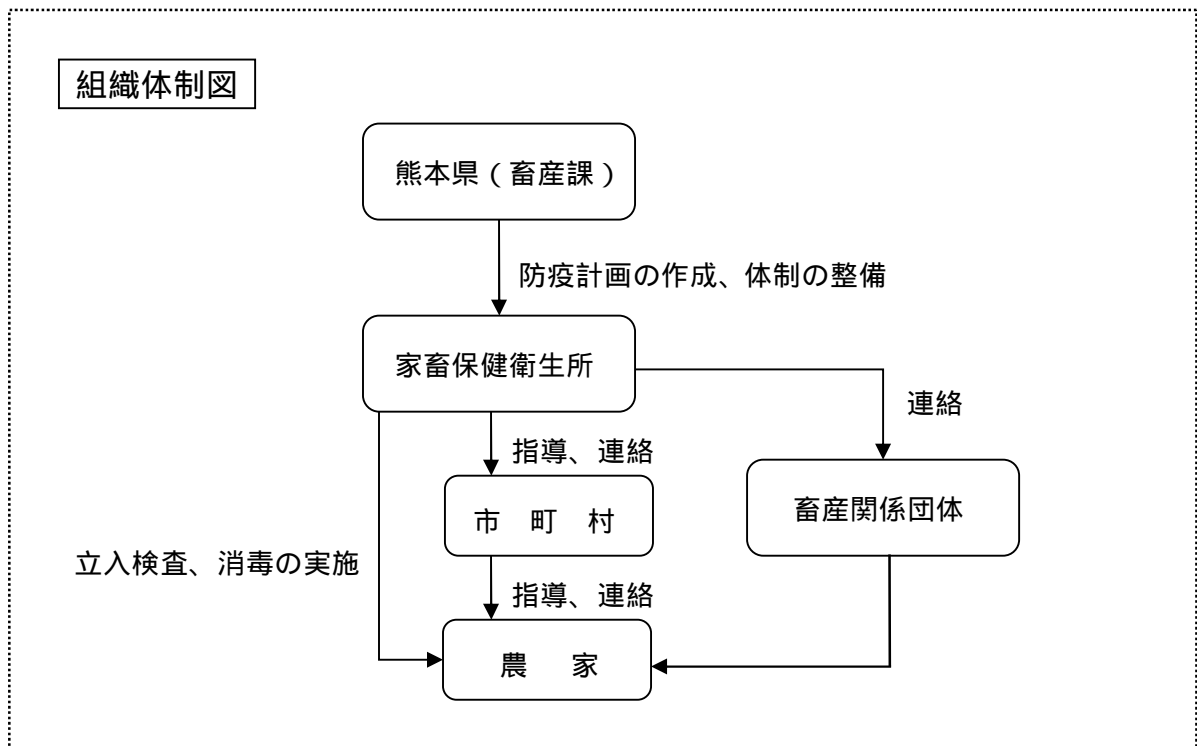 組織体制図
熊本県（畜産課）
防疫計画の作成、体制の整備
家畜保健衛生所
連絡
指導、連絡
市　町　村
畜産関係団体
立入検査、消毒の実施
指導、連絡
農　家